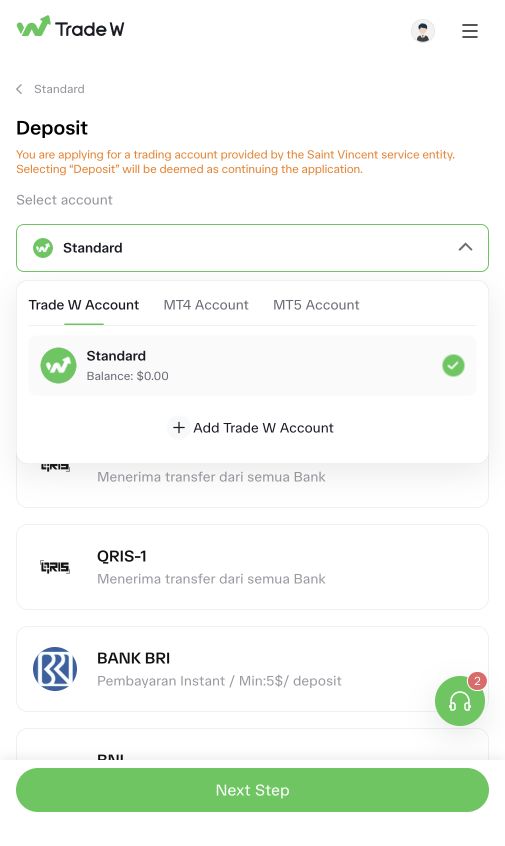 Trade W
Standard
Deposit
You are applying for a trading account provided by the Saint Vincent service entity.
Selecting “Deposit” will be deemed as continuing the application.
Select account
Standard
Trade W Account MT4 Account MT5 Account
Standard
Balance: $0.00
+ Add Trade W Account
QRIS
Menerima transfer dari semua Bank
QRIS
QRIS-1
Menerima transfer dari semua Bank
BRI
BANK BRI
Pembayaran Instant / Min:5$/ deposit
2
BNI
Next Step